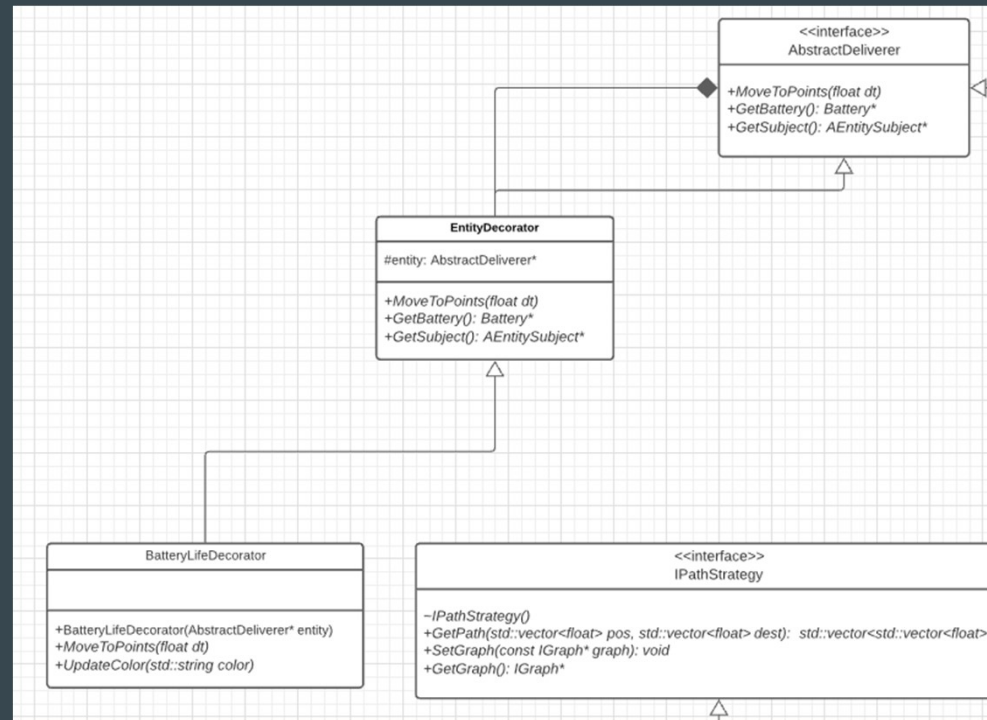 <<interface>>
AbstractDeliverer
+MoveToPoints(float dt)
+GetBattery(): Battery*
+GetSubject(): AEntitySubject*
EntityDecorator
#entity: AbstractDeliverer*
+MoveToPoints(float dt)
+GetBattery(): Battery*
+GetSubject(): AEntitySubject*
BatteryLifeDecorator
+BatteryLifeDecorator(AbstractDeliverer* entity)
+MoveToPoints(float dt)
+UpdateColor(std::string color)
<<interface>>
IPathStrategy
~IPathStrategy()
+GetPath(std::vector<float> pos, std::vector<float> dest): std::vector<std::vector<float>
+SetGraph(const IGraph* graph): void
+GetGraph(): IGraph*